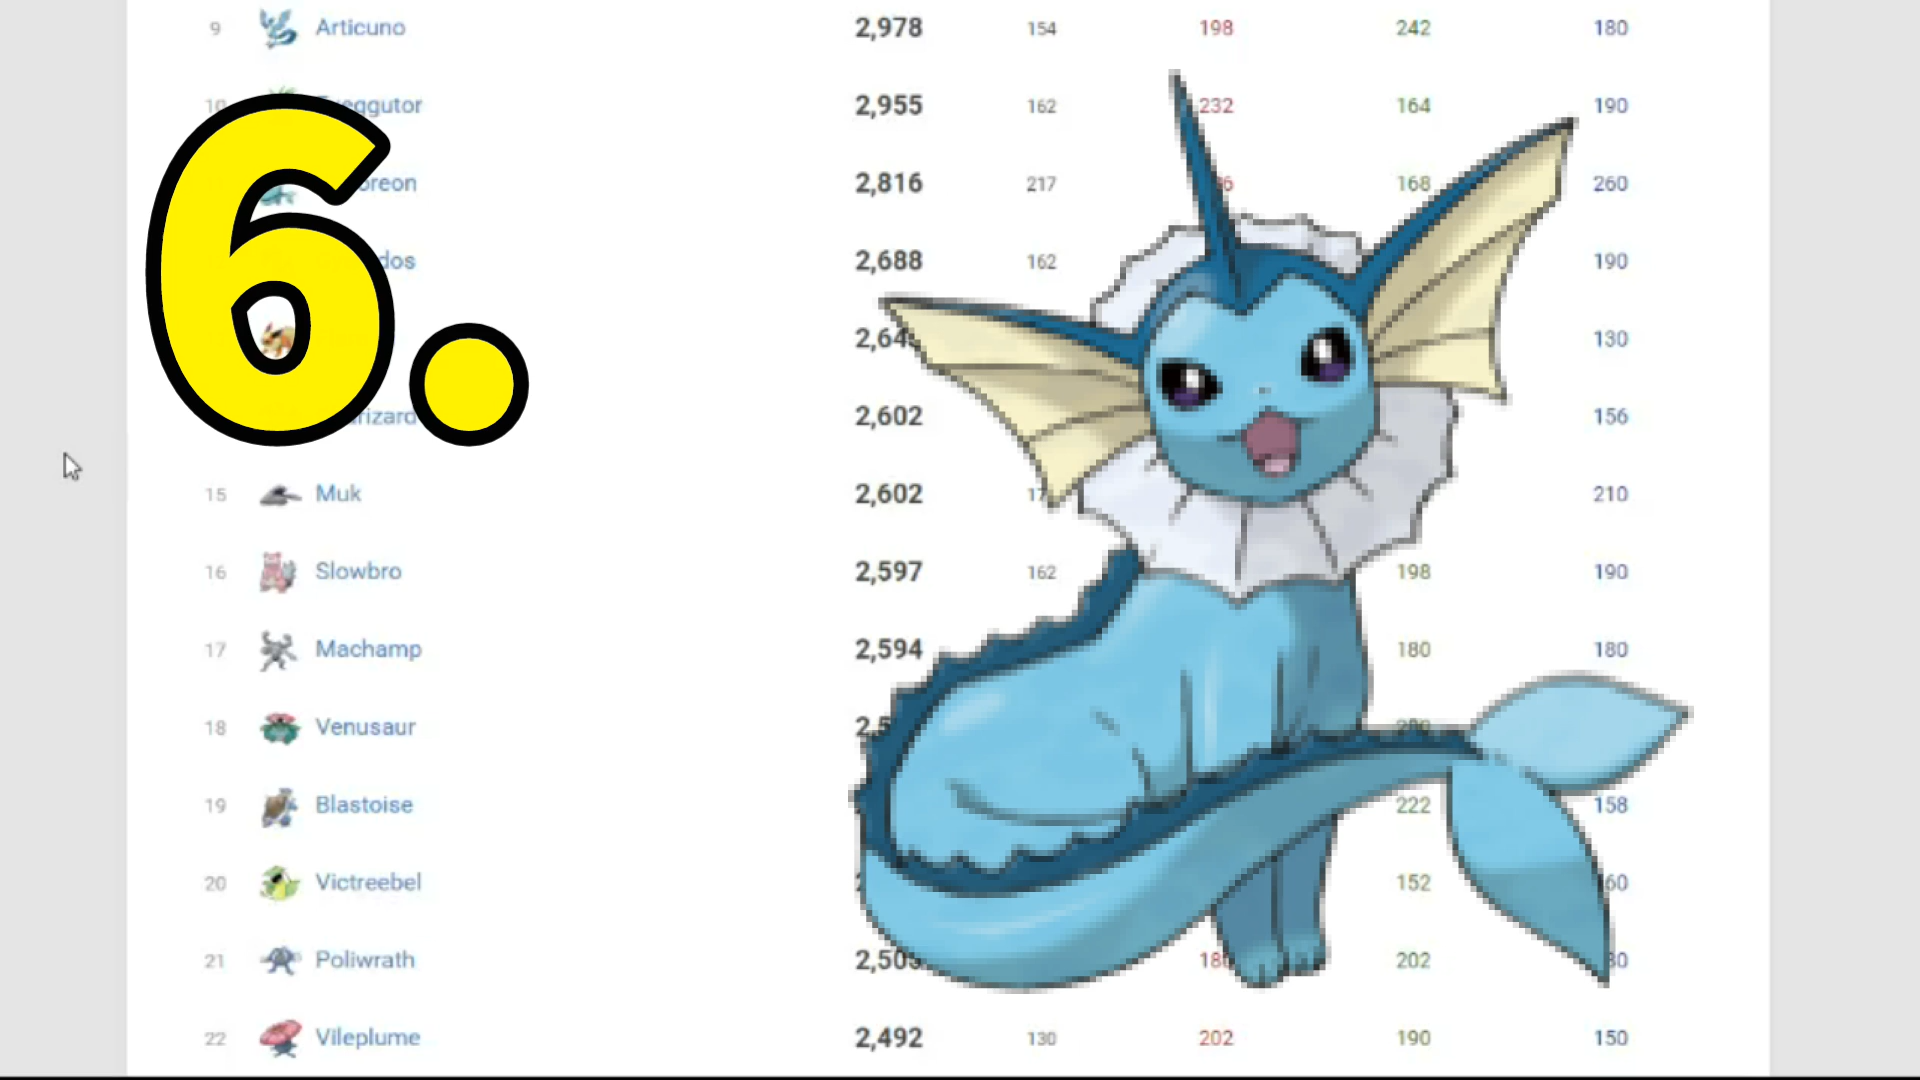 9 Articuno 2,978 154 198 242 180
10 2,955 162 232 164 190
2,816 217 168 260
2,688 162 190
6.
130
2,602 156
15 Muk 2,602 210
16 Slowbro 2,597 162 198 190
17 Machamp 2,594 180 180
18 Venusaur
19 Blastoise 222 158
20 Victreebel 152
21 Poliwrath 202
22 Vileplume 2,492 130 202 190 150